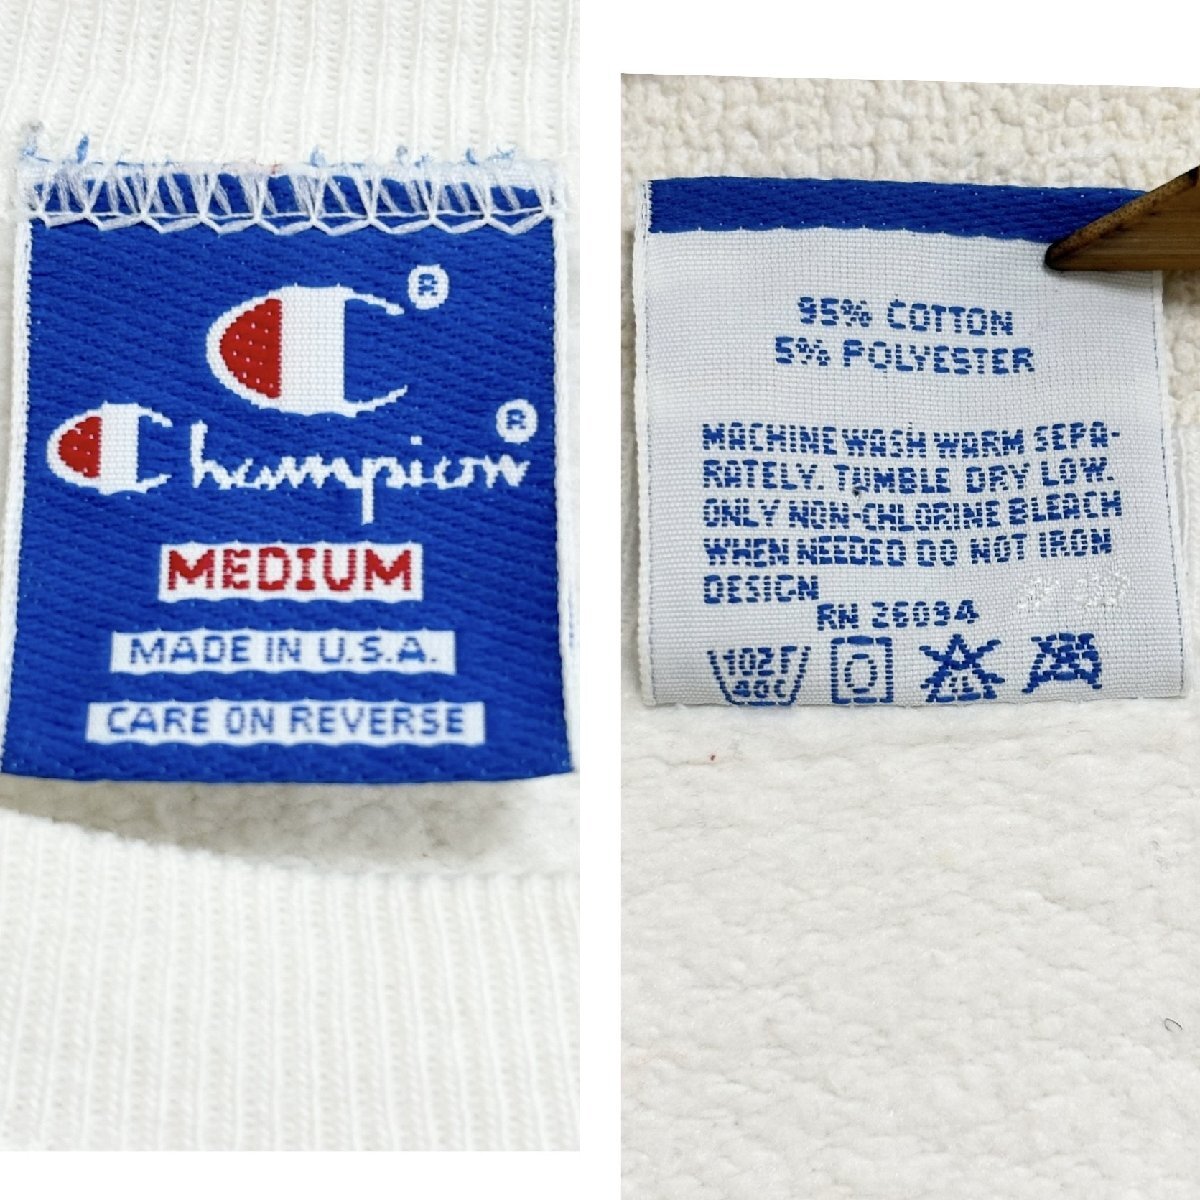 C®
Champion®
MEDIUM
MADE IN U.S.A.
CARE ON REVERSE
95% COTTON
5% POLYESTER
MACHINE WASH WARM SEPA-
RATELY. TUMBLE DRY LOW.
ONLY NON-CHLORINE BLEACH
WHEN NEEDED DO NOT IRON
DESIGN
RN 26094
102F
40C